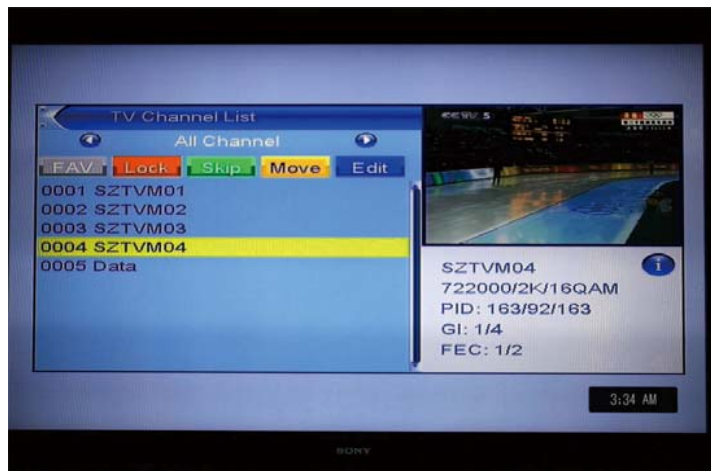 TV Channel List
All Channel
FAV Lock Skip Move Edit
0001 SZTVM01
0002 SZTVM02
0003 SZTVM03
0004 SZTVM04
0005 Data
5
SZTVM04
722000/2K/16QAM
PID: 163/92/163
GI: 1/4
FEC: 1/2
3:34 AM
SONY